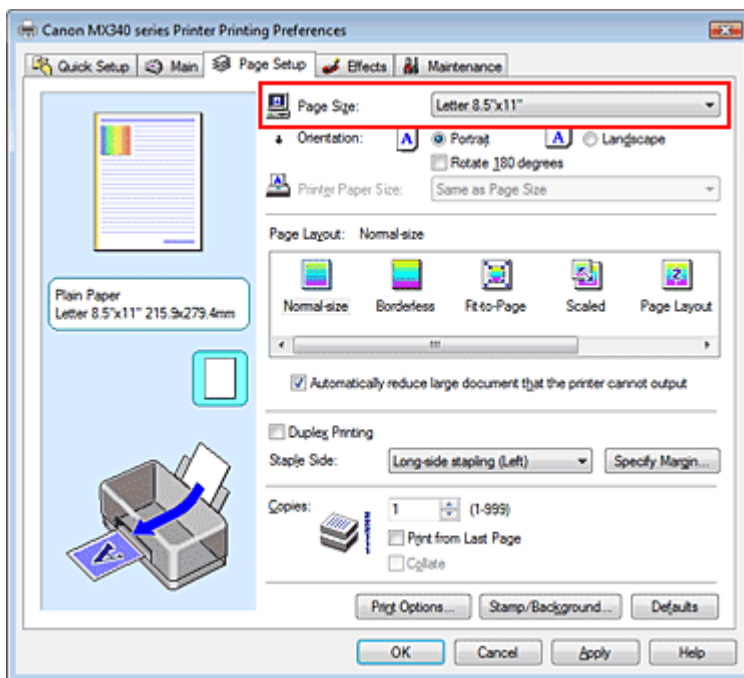 Canon MX340 series Printer Printing Preferences
Quick Setup Main Page Setup Effects Maintenance
Page Size: Letter 8.5"x11"
Orientation: A Portrait A Landscape
Rotate 180 degrees
Printer Paper Size: Same as Page Size
Page Layout: Normal-size
Normal-size Borderless Fit-to-Page Scaled Page Layout
Plain Paper
Letter 8.5"x11" 215.9x279.4mm
Automatically reduce large document that the printer cannot output
Duplex Printing
Staple Side: Long-side stapling (Left) Specify Margin...
Copies: 1 (1-999)
Print from Last Page
Collate
Print Options... Stamp/Background... Defaults
OK Cancel Apply Help